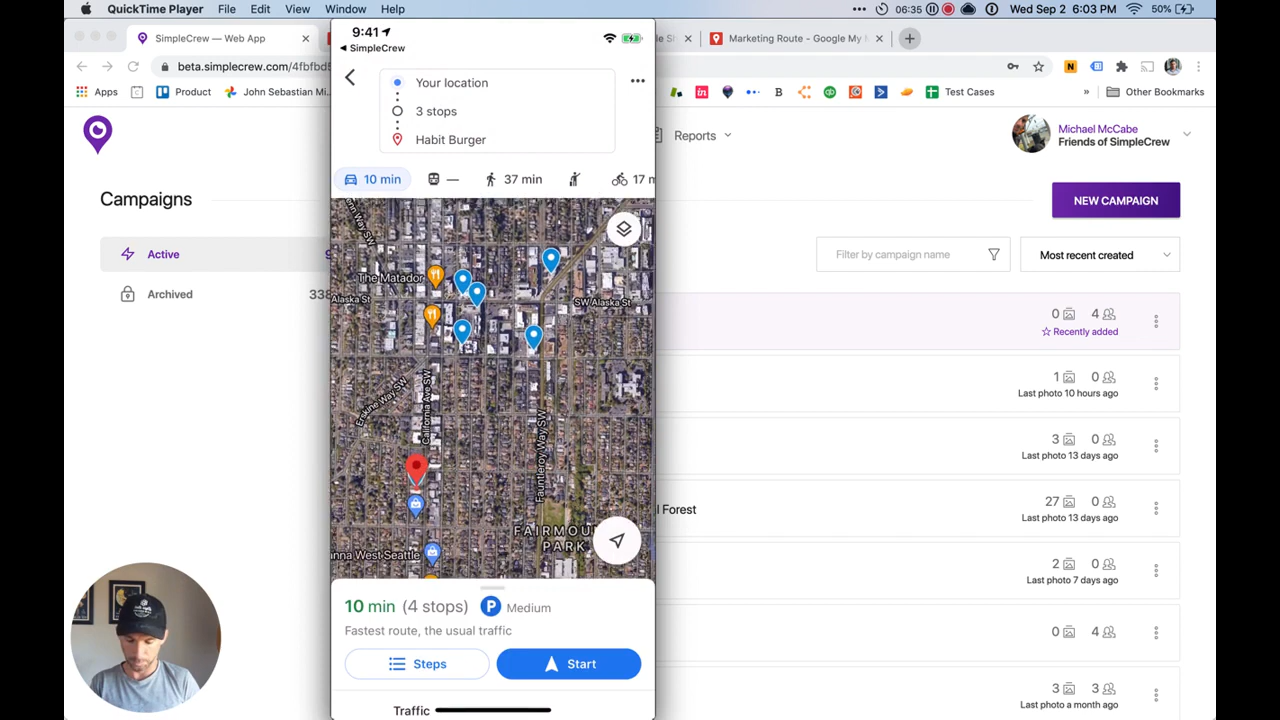 QuickTime Player File Edit View Window Help
06:35 Wed Sep 2 6:03 PM 50%
SimpleCrew — Web App
Marketing Route - Google My M
beta.simplecrew.com/4fbfbd5
Apps Product John Sebastian Mi... Test Cases » Other Bookmarks
9:41
SimpleCrew
Your location
3 stops
Habit Burger
10 min — 37 min 17 m
The Matador
Alaska St
SW Alaska St
Erskine Way SW
California Ave SW
Fauntleroy Way SW
FAIRMOU
PARK
nna West Seattle
10 min (4 stops) P Medium
Fastest route, the usual traffic
Steps Start
Traffic
Reports
Michael McCabe
Friends of SimpleCrew
Campaigns
NEW CAMPAIGN
Active
Archived 338
Filter by campaign name
Most recent created
0 4
Recently added
1 0
Last photo 10 hours ago
3 0
Last photo 13 days ago
l Forest
27 0
Last photo 13 days ago
2 0
Last photo 7 days ago
0 4
3 3
Last photo a month ago